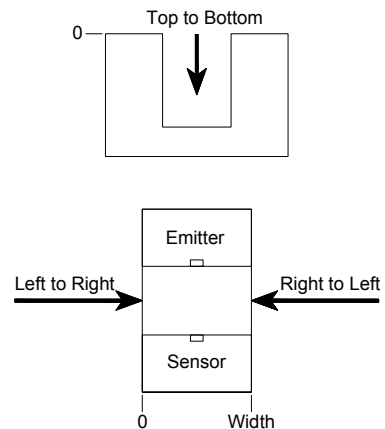 Top to Bottom
0
Emitter
Left to Right
Right to Left
Sensor
0
Width